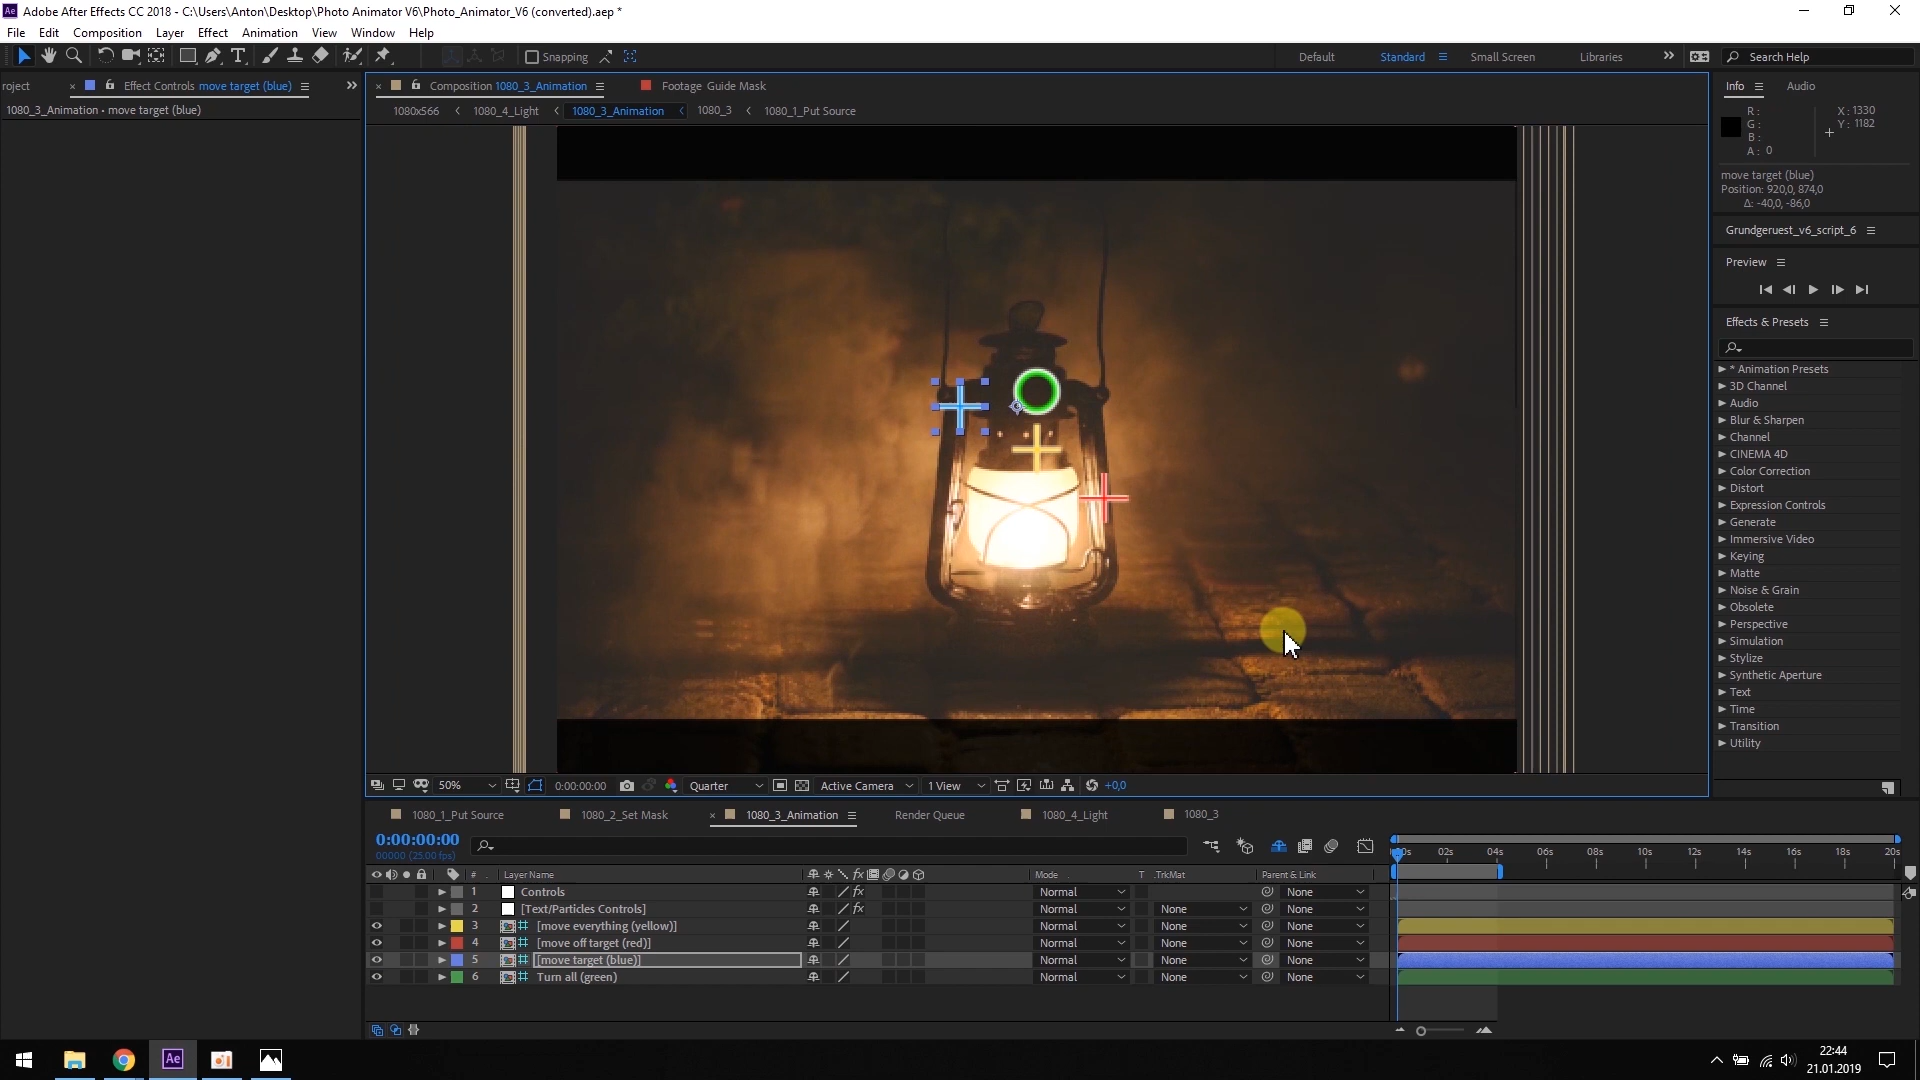 Adobe After Effects CC 2018 - C:\Users\Anton\Desktop\Photo Animator V6\Photo_Animator_V6 (converted).aep *
File Edit Composition Layer Effect Animation View Window Help
Snapping
Default Standard Small Screen Libraries Search Help
roject Effect Controls move target (blue)
1080_3_Animation • move target (blue)
Composition 1080_3_Animation Footage Guide Mask
1080x566 1080_4_Light 1080_3_Animation 1080_3 1080_1_Put Source
Info Audio
R :
G :
B :
A : 0
X : 1330
Y : 1182
move target (blue)
Position: 920,0, 874,0
Δ: -40,0, -86,0
Grundgeruest_v6_script_6
Preview
Effects & Presets
* Animation Presets
3D Channel
Audio
Blur & Sharpen
Channel
CINEMA 4D
Color Correction
Distort
Expression Controls
Generate
Immersive Video
Keying
Matte
Noise & Grain
Obsolete
Perspective
Simulation
Stylize
Synthetic Aperture
Text
Time
Transition
Utility
50% 0:00:00:00 Quarter Active Camera 1 View +0,0
1080_1_Put Source 1080_2_Set Mask 1080_3_Animation Render Queue 1080_4_Light 1080_3
0:00:00:00
00000 (25.00 fps)
02s 04s 06s 08s 10s 12s 14s 16s 18s 20s
# Layer Name Mode T .TrkMat Parent & Link
1 Controls Normal None
2 [Text/Particles Controls] Normal None None
3 [move everything (yellow)] Normal None None
4 [move off target (red)] Normal None None
5 [move target (blue)] Normal None None
6 Turn all (green) Normal None None
22:44
21.01.2019